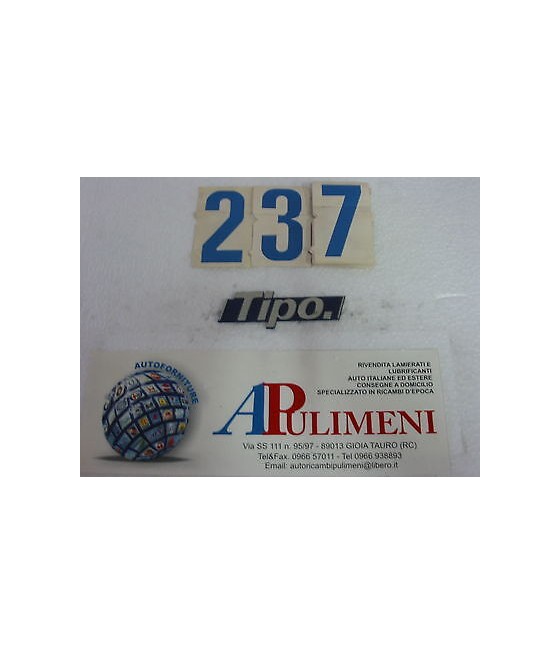 237
Tipo.
AUTOFORNITURE
RIVENDITA LAMIERATI E
LUBRIFICANTI
AUTO ITALIANE ED ESTERE
CONSEGNE A DOMICILIO
SPECIALIZZATO IN RICAMBI D'EPOCA
APULIMENI
Via SS 111 n. 95/97 - 89013 GIOIA TAURO (RC)
Tel&Fax. 0966 57011 - Tel 0966 938893
Email: autoricambipulimeni@libero.it